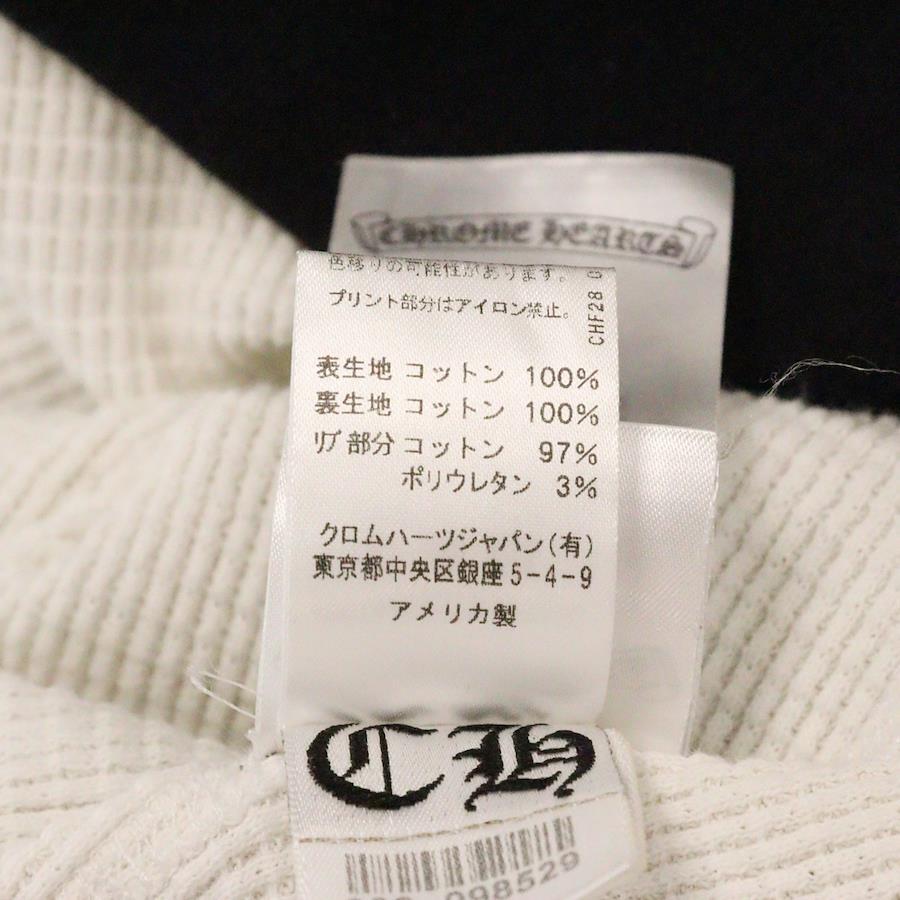 CHROME HEARTS
色移りの可能性があります。
プリント部分はアイロン禁止。
CHF28
表生地 コットン 100%
裏生地 コットン 100%
リブ部分 コットン 97%
ポリウレタン 3%
クロムハーツジャパン(有)
東京都中央区銀座5-4-9
アメリカ製
CH
098529